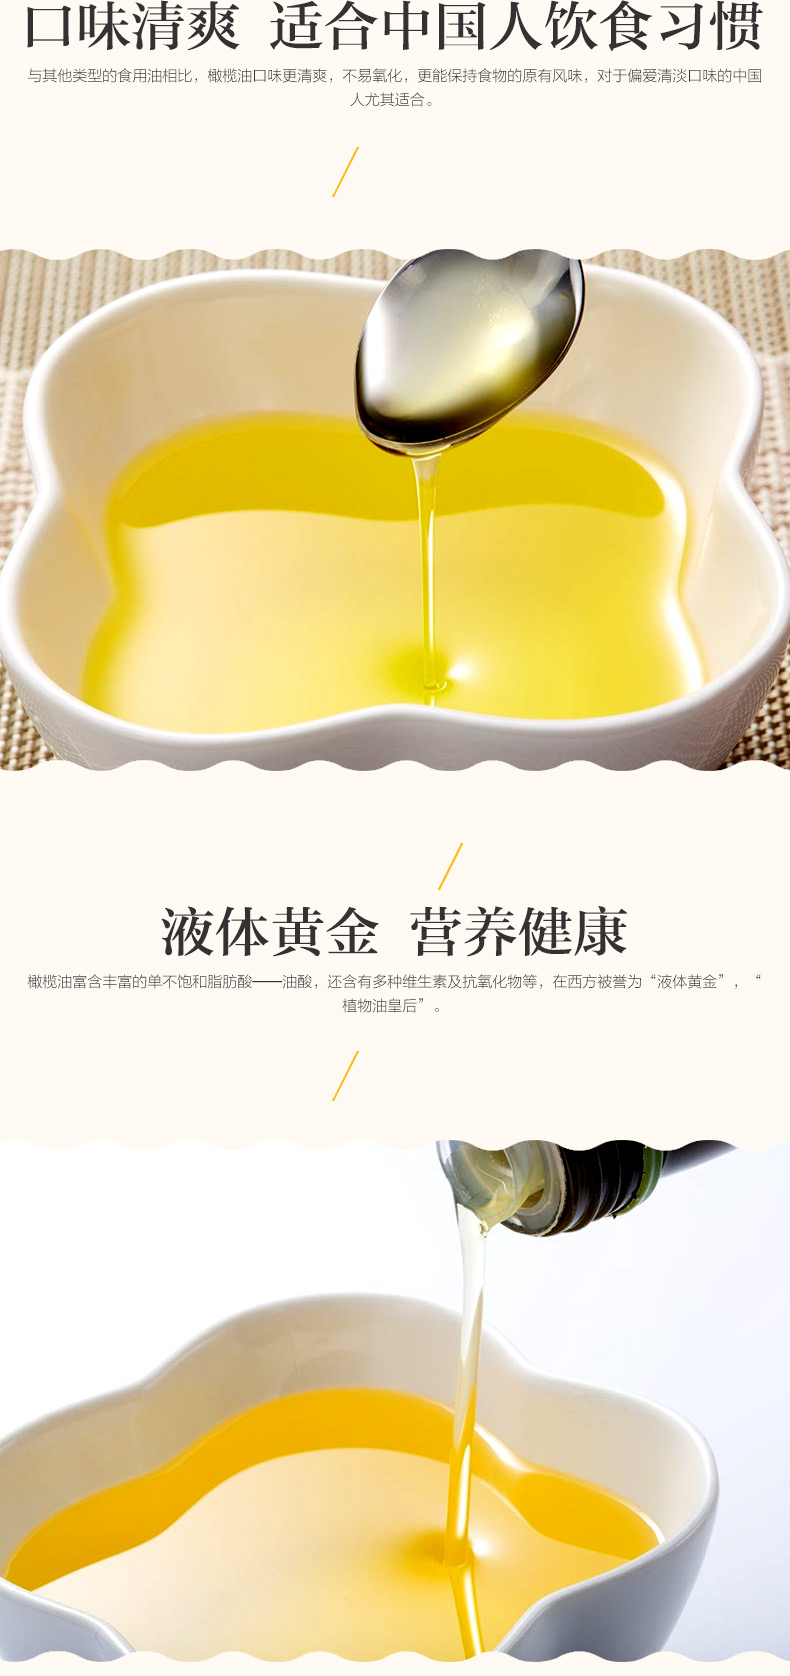 口味清爽 适合中国人饮食习惯
与其他类型的食用油相比，橄榄油口味更清爽，不易氧化，更能保持食物的原有风味，对于偏爱清淡口味的中国
人尤其适合。
液体黄金 营养健康
橄榄油富含丰富的单不饱和脂肪酸——油酸，还含有多种维生素及抗氧化物等，在西方被誉为“液体黄金”，“
植物油皇后”。